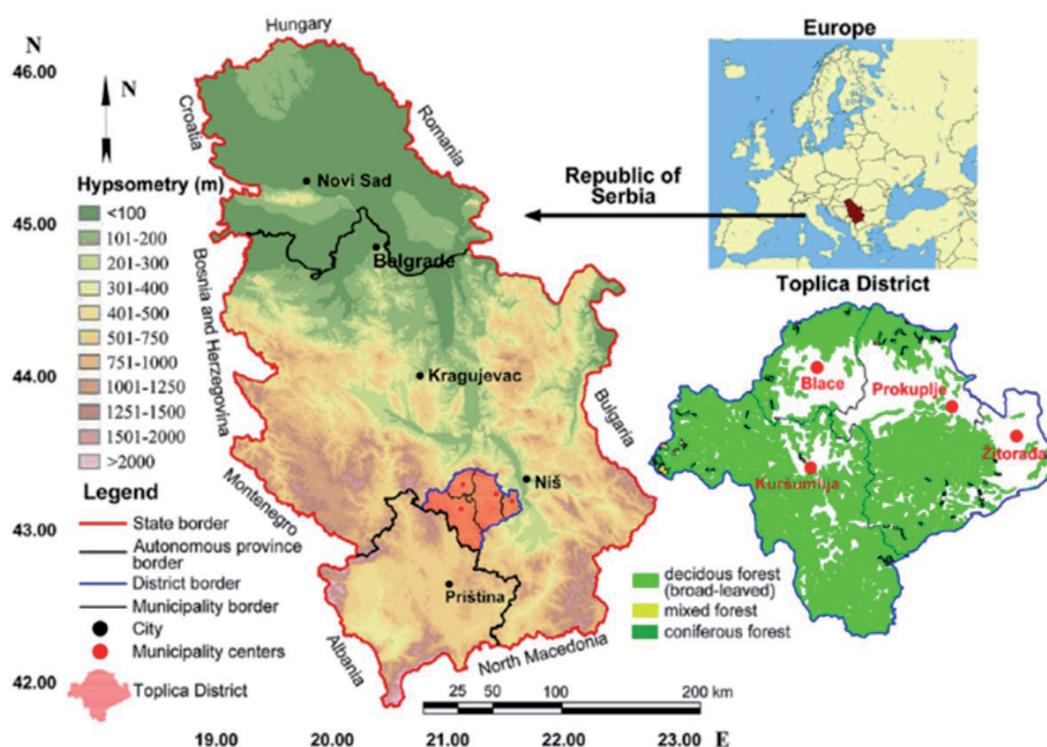 Hungary
N
46.00
N
Croatia
Romania
Hypsometry (m)
<100
101-200
201-300
301-400
401-500
501-750
751-1000
1001-1250
1251-1500
1501-2000
>2000
45.00
44.00
43.00
42.00
Novi Sad
Belgrade
Bosnia and Herzegovina
Kragujevac
Bulgaria
Niš
Montenegro
Priština
Albania
North Macedonia
Legend
State border
Autonomous province
border
District border
Municipality border
City
Municipality centers
Toplica District
25 50 100 200 km
19.00 20.00 21.00 22.00 23.00 E
Europe
Republic of
Serbia
Toplica District
Blace
Prokuplje
Žitorađa
Kuršumlija
decidous forest
(broad-leaved)
mixed forest
coniferous forest